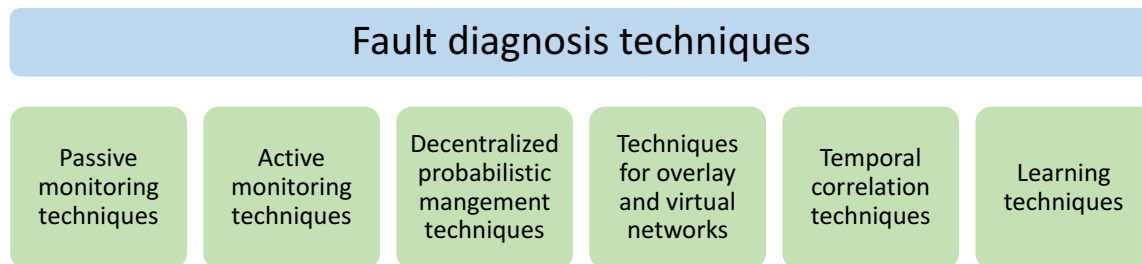 Fault diagnosis techniques
Passive
monitoring
techniques
Active
monitoring
techniques
Decentralized
probabilistic
mangement
techniques
Techniques
for overlay
and virtual
networks
Temporal
correlation
techniques
Learning
techniques